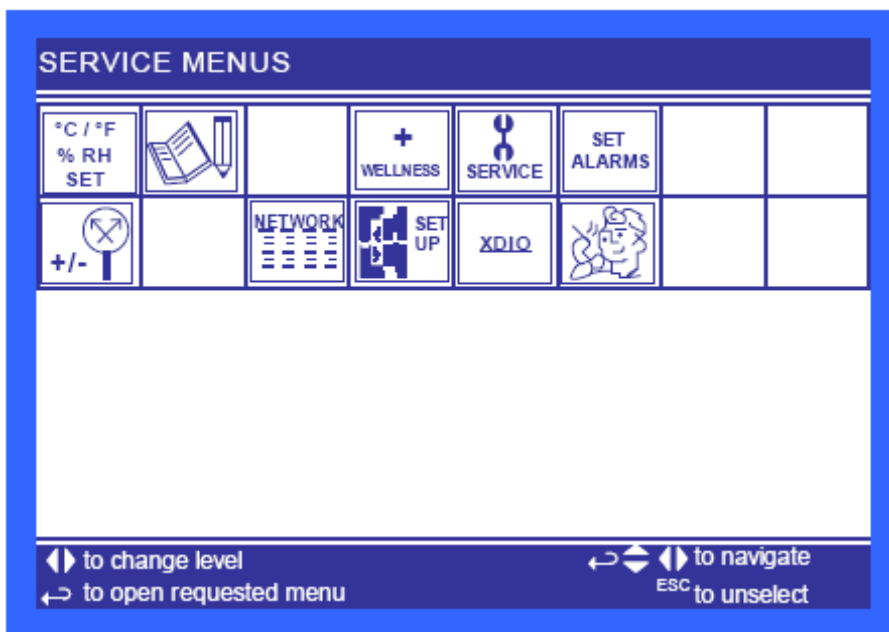 SERVICE MENUS
°C / °F
% RH
SET
+
WELLNESS
SERVICE
SET
ALARMS
+/-
NETWORK
SET
UP
XDIO
to change level
to open requested menu
to navigate
ESC to unselect